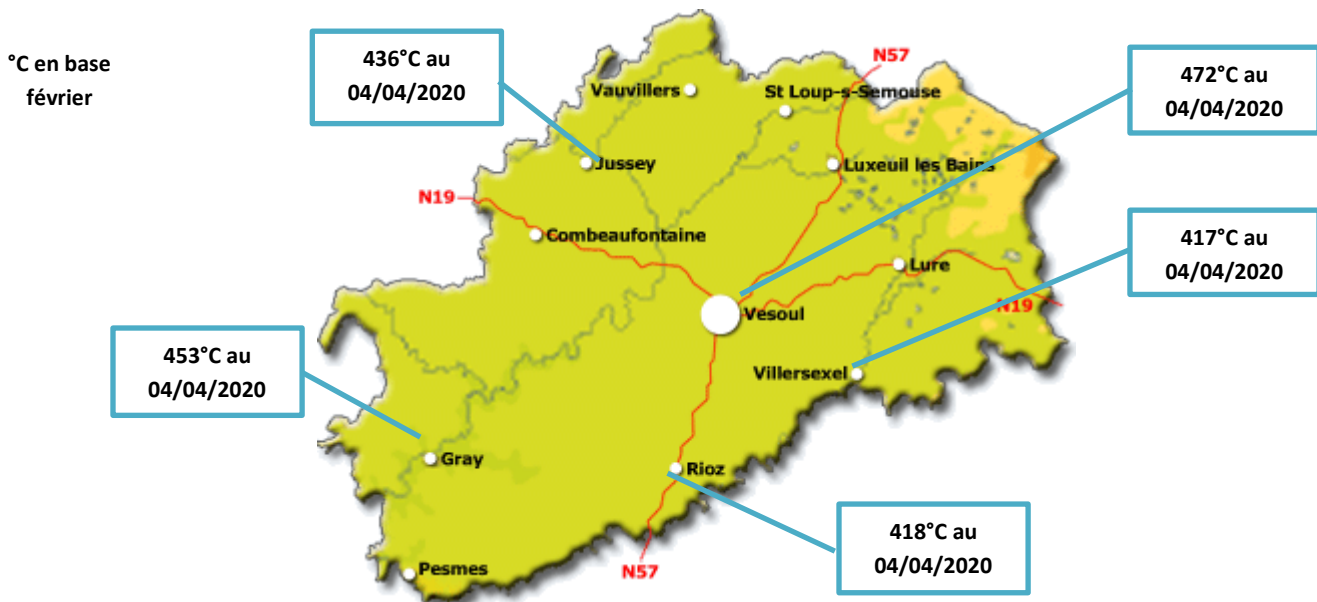 °C en base
février
436°C au
04/04/2020
N57
472°C au
04/04/2020
Vauvillers
St Loup-s-Semouse
Jussey
Luxeuil les Bains
N19
Combeaufontaine
417°C au
04/04/2020
Lure
N19
Vesoul
453°C au
04/04/2020
Villersexel
Gray
Rioz
418°C au
04/04/2020
N57
Pesmes